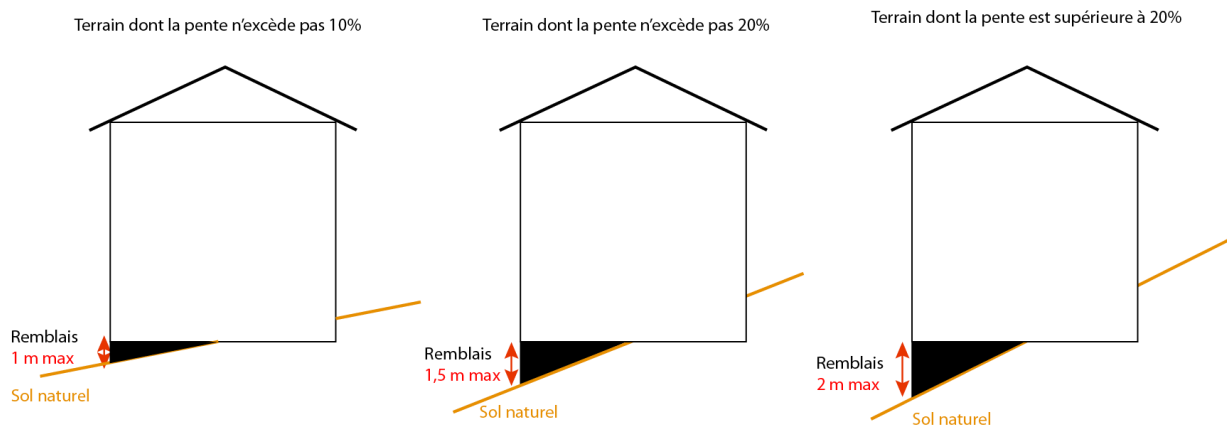 Terrain dont la pente n’excède pas 10%
Terrain dont la pente n’excède pas 20%
Terrain dont la pente est supérieure à 20%
Remblais
1 m max
Sol naturel
Remblais
1,5 m max
Sol naturel
Remblais
2 m max
Sol naturel